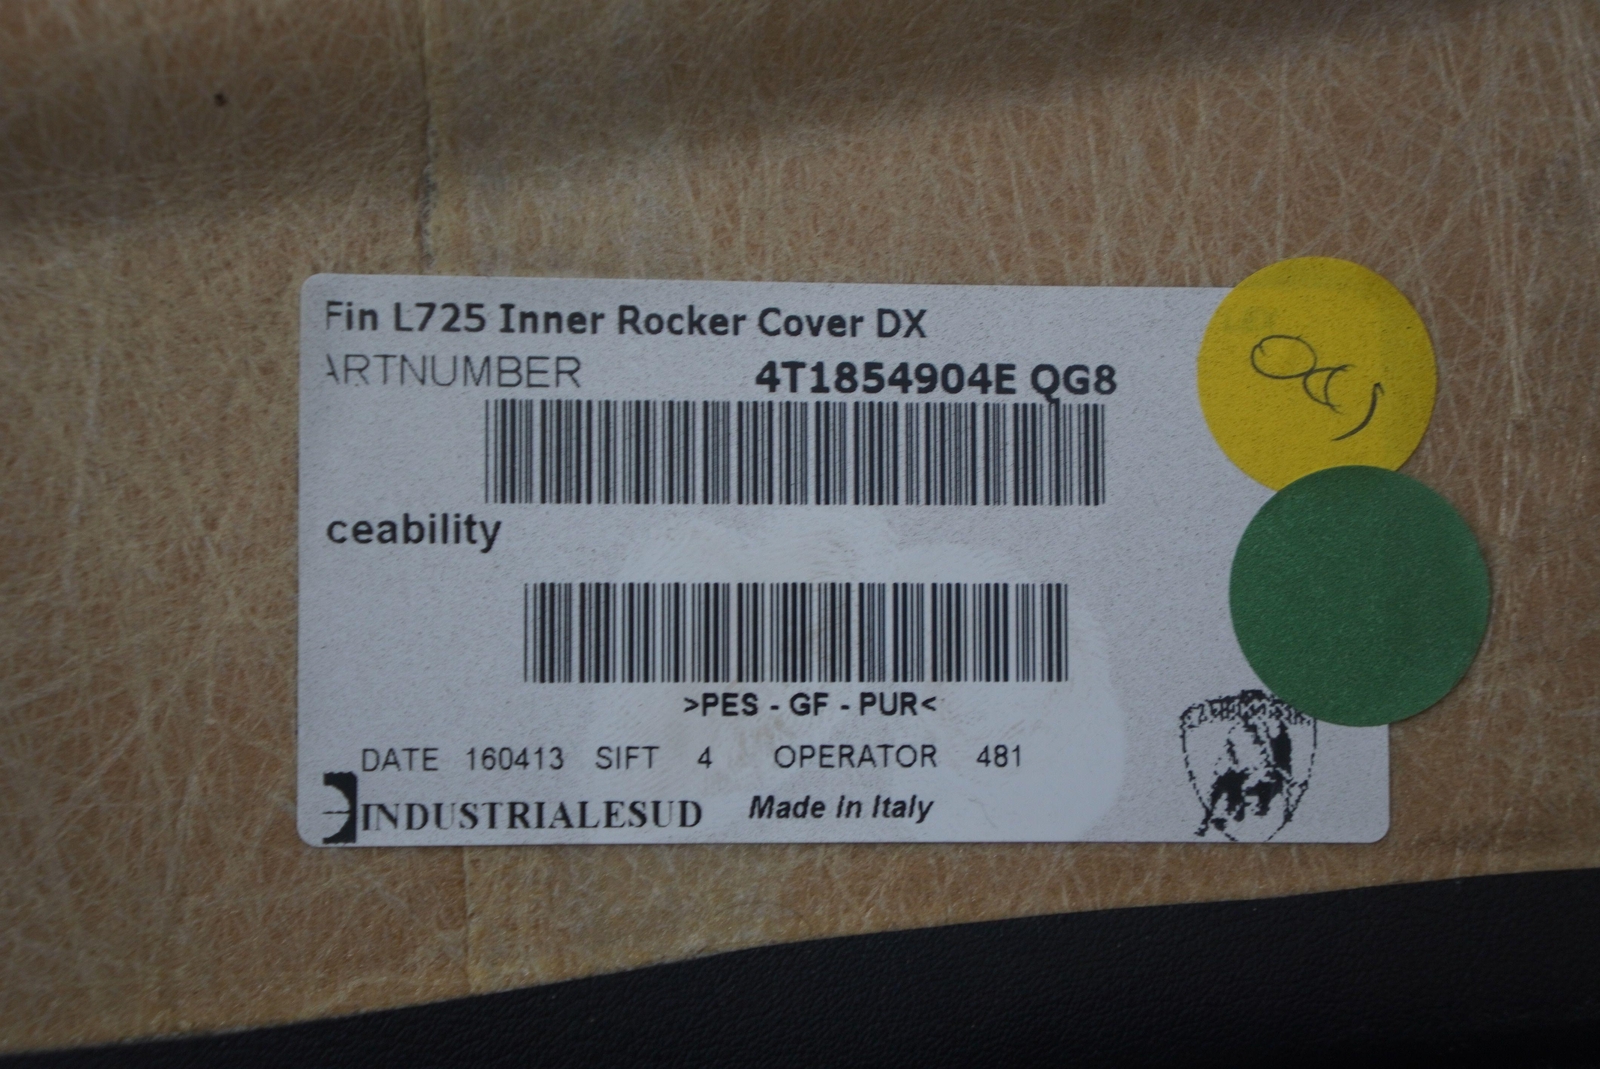 Fin L725 Inner Rocker Cover DX
ARTNUMBER 4T1854904E QG8
ceability
>PES - GF - PUR<
DATE 160413 SIFT 4 OPERATOR 481
INDUSTRIALESUD Made In Italy